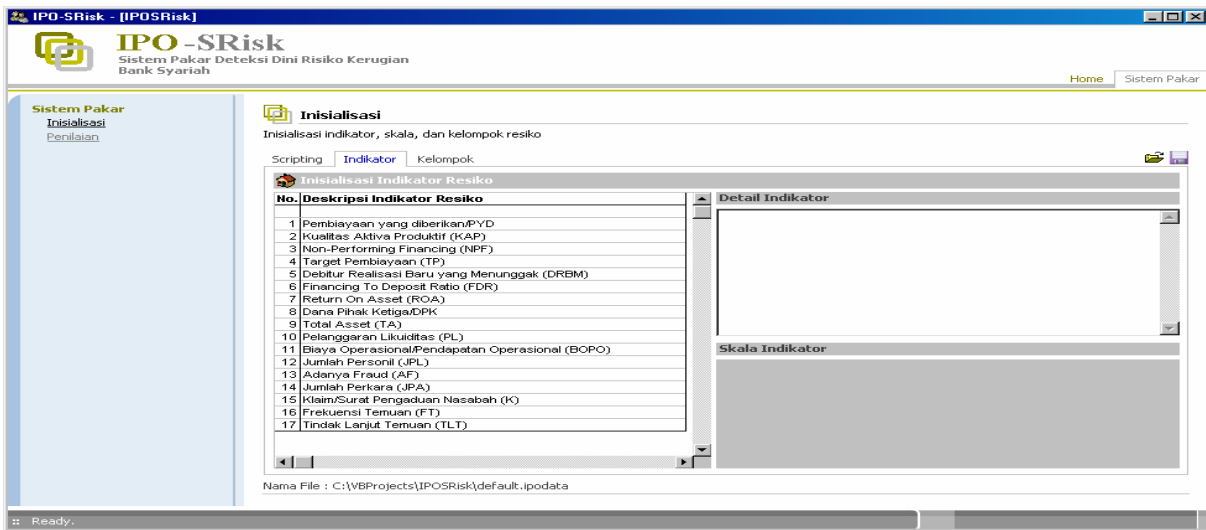 IPO-SRisk - [IPOSRisk]
IPO-SRisk
Sistem Pakar Deteksi Dini Risiko Kerugian
Bank Syariah
Home Sistem Pakar
Sistem Pakar
Inisialisasi
Penilaian
Inisialisasi
Inisialisasi indikator, skala, dan kelompok resiko
Scripting Indikator Kelompok
Inisialisasi Indikator Resiko
No. Deskripsi Indikator Resiko
1 Pembiayaan yang diberikan/PYD
2 Kualitas Aktiva Produktif (KAP)
3 Non-Performing Financing (NPF)
4 Target Pembiayaan (TP)
5 Debitur Realisasi Baru yang Menunggak (DRBM)
6 Financing To Deposit Ratio (FDR)
7 Return On Asset (ROA)
8 Dana Pihak Ketiga/DPK
9 Total Asset (TA)
10 Pelanggaran Likuiditas (PL)
11 Biaya Operasional/Pendapatan Operasional (BOPO)
12 Jumlah Personil (JPL)
13 Adanya Fraud (AF)
14 Jumlah Perkara (JPA)
15 Klaim/Surat Pengaduan Nasabah (K)
16 Frekuensi Temuan (FT)
17 Tindak Lanjut Temuan (TLT)
Detail Indikator
Skala Indikator
Nama File : C:\VBProjects\IPOSRisk\default.ipodata
:: Ready.